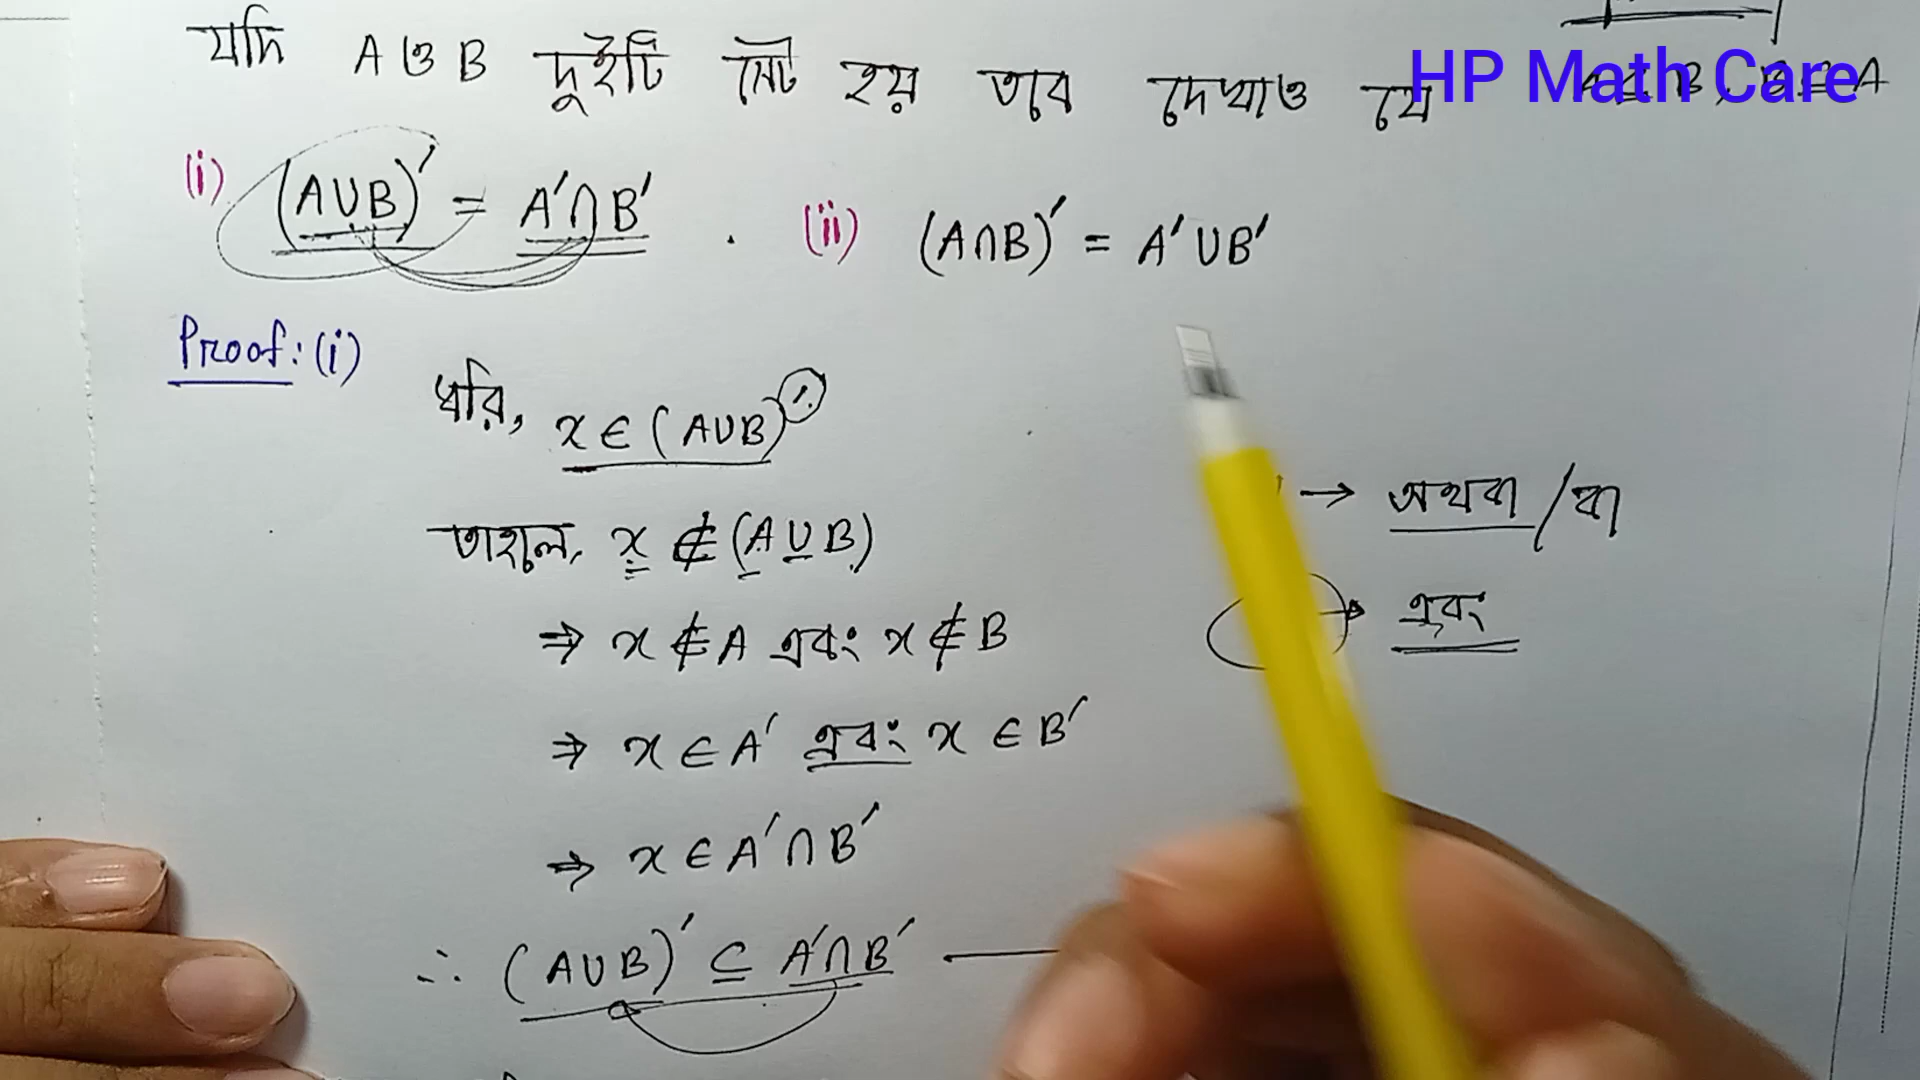 যদি A ও B দুইটি সেট হয় তবে দেখাও যে
HP Math Care
(i) (A∪B)′ = A′∩B′ . (ii) (A∩B)′ = A′∪B′
Proof: (i)
ধরি, x ∈ (A∪B)′
তাহলে, x ∉ (A∪B)
⇒ x ∉ A এবং x ∉ B
⇒ x ∈ A′ এবং x ∈ B′
⇒ x ∈ A′∩B′
∴ (A∪B)′ ⊆ A′∩B′
→ অথবা / বা
→ এবং